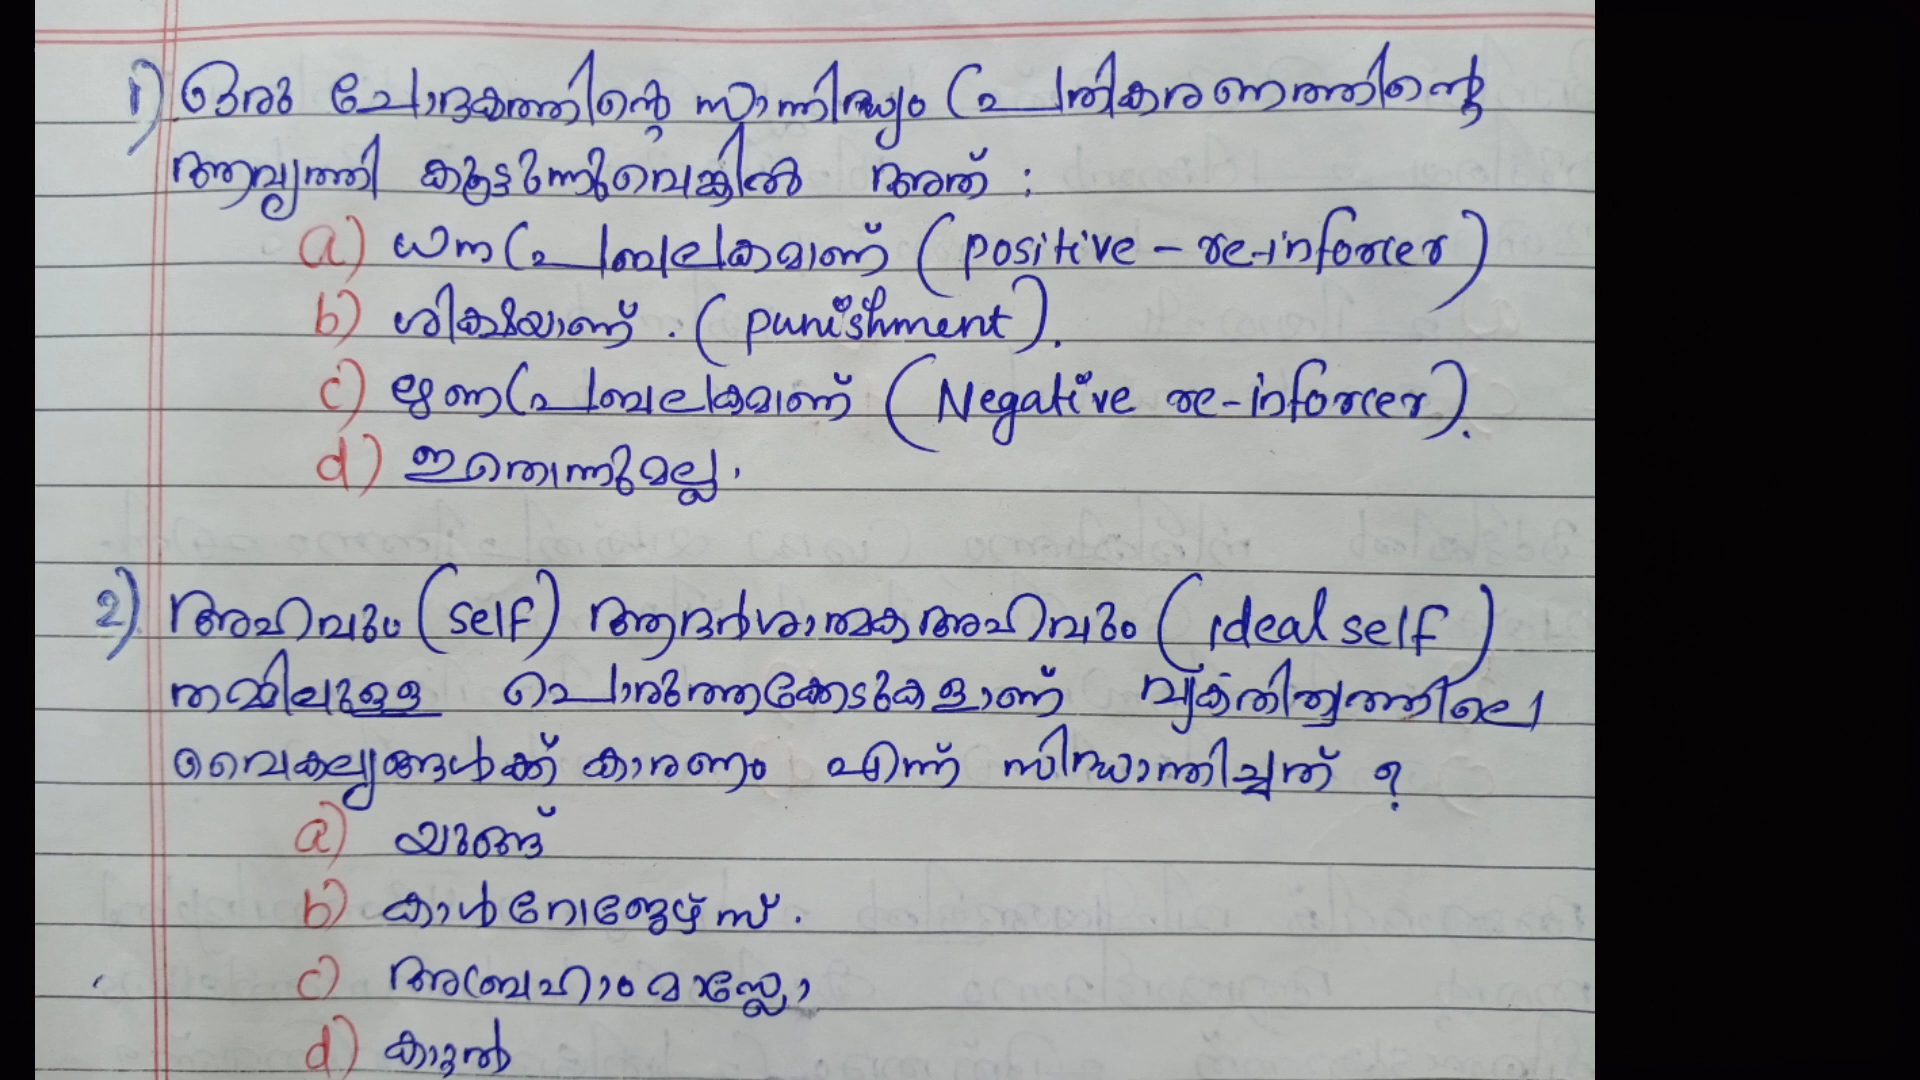 1) ഒരു ചോദകത്തിന്റെ സാന്നിദ്ധ്യം പ്രതികരണത്തിന്റെ
ആവൃത്തി കൂട്ടുന്നുവെങ്കിൽ അത് :
a) ധനപ്രബലകമാണ് (positive - re-inforcer)
b) ശിക്ഷയാണ് . (punishment).
c) ഋണപ്രബലകമാണ് (Negative re-inforcer).
d) ഇതൊന്നുമല്ല.
2) അഹവും (self) ആദർശാത്മക അഹവും (ideal self)
തമ്മിലുള്ള പൊരുത്തക്കേടുകളാണ് വ്യക്തിത്വത്തിലെ
വൈകല്യങ്ങൾക്ക് കാരണം എന്ന് സിദ്ധാന്തിച്ചത് ?
a) യുങ്ങ്
b) കാൾ റോജേഴ്സ് .
c) അബ്രഹാം മാസ്ലോ
d) കാറ്റൽ